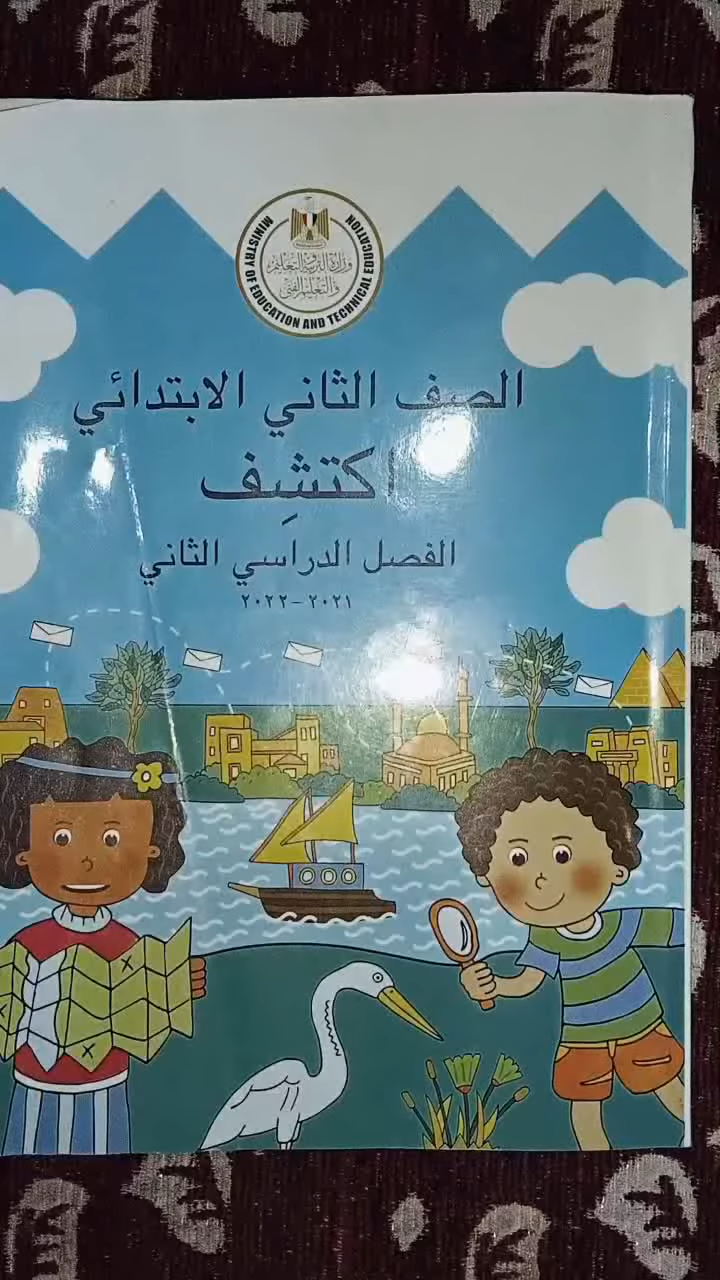 وزارة التربية والتعليم
والتعليم الفني
MINISTRY OF EDUCATION AND TECHNICAL EDUCATION
الصف الثاني الابتدائي
اكتشِف
الفصل الدراسي الثاني
٢٠٢١-٢٠٢٢